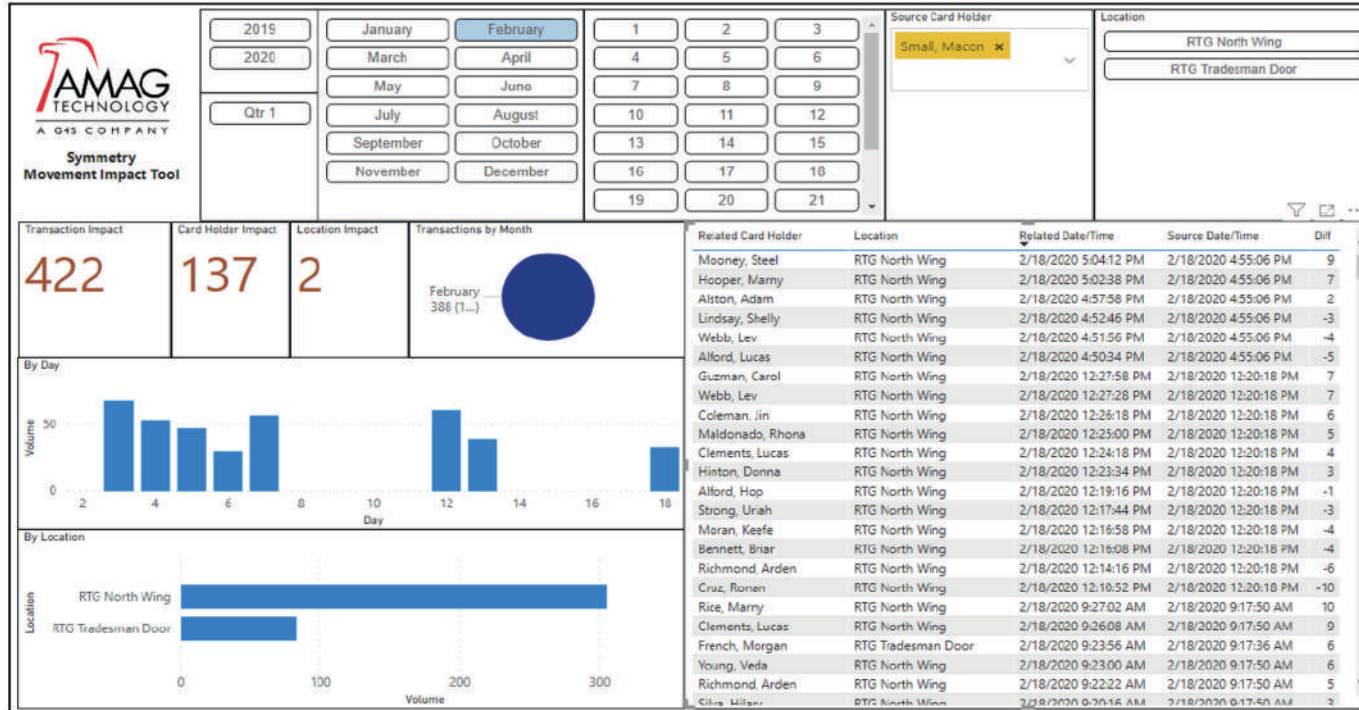 AMAG
TECHNOLOGY
A G4S COMPANY
Symmetry
Movement Impact Tool
2019
2020
Qtr 1
January February
March April
May June
July August
September October
November December
1 2 3
4 5 6
7 8 9
10 11 12
13 14 15
16 17 18
19 20 21
Source Card Holder
Small, Macon ×
Location
RTG North Wing
RTG Tradesman Door
Transaction Impact
422
Card Holder Impact
137
Location Impact
2
Transactions by Month
February
388 (1...)
By Day
Volume
50
0
2 4 6 8 10 12 14 16 18
Day
By Location
Location
RTG North Wing
RTG Tradesman Door
0 100 200 300
Volume
Related Card Holder Location Related Date/Time Source Date/Time Diff
Mooney, Steel RTG North Wing 2/18/2020 5:04:12 PM 2/18/2020 4:55:06 PM 9
Hooper, Marny RTG North Wing 2/18/2020 5:02:38 PM 2/18/2020 4:55:06 PM 7
Alston, Adam RTG North Wing 2/18/2020 4:57:58 PM 2/18/2020 4:55:06 PM 2
Lindsay, Shelly RTG North Wing 2/18/2020 4:52:46 PM 2/18/2020 4:55:06 PM -3
Webb, Lev RTG North Wing 2/18/2020 4:51:56 PM 2/18/2020 4:55:06 PM -4
Alford, Lucas RTG North Wing 2/18/2020 4:50:34 PM 2/18/2020 4:55:06 PM -5
Guzman, Carol RTG North Wing 2/18/2020 12:27:58 PM 2/18/2020 12:20:18 PM 7
Webb, Lev RTG North Wing 2/18/2020 12:27:28 PM 2/18/2020 12:20:18 PM 7
Coleman, Jin RTG North Wing 2/18/2020 12:26:18 PM 2/18/2020 12:20:18 PM 6
Maldonado, Rhona RTG North Wing 2/18/2020 12:25:00 PM 2/18/2020 12:20:18 PM 5
Clements, Lucas RTG North Wing 2/18/2020 12:24:18 PM 2/18/2020 12:20:18 PM 4
Hinton, Donna RTG North Wing 2/18/2020 12:23:34 PM 2/18/2020 12:20:18 PM 3
Alford, Hop RTG North Wing 2/18/2020 12:19:16 PM 2/18/2020 12:20:18 PM -1
Strong, Uriah RTG North Wing 2/18/2020 12:17:44 PM 2/18/2020 12:20:18 PM -3
Moran, Keefe RTG North Wing 2/18/2020 12:16:58 PM 2/18/2020 12:20:18 PM -4
Bennett, Briar RTG North Wing 2/18/2020 12:16:08 PM 2/18/2020 12:20:18 PM -4
Richmond, Arden RTG North Wing 2/18/2020 12:14:16 PM 2/18/2020 12:20:18 PM -6
Cruz, Ronan RTG North Wing 2/18/2020 12:10:52 PM 2/18/2020 12:20:18 PM -10
Rice, Marny RTG North Wing 2/18/2020 9:27:02 AM 2/18/2020 9:17:50 AM 10
Clements, Lucas RTG North Wing 2/18/2020 9:26:08 AM 2/18/2020 9:17:50 AM 9
French, Morgan RTG Tradesman Door 2/18/2020 9:23:56 AM 2/18/2020 9:17:36 AM 6
Young, Veda RTG North Wing 2/18/2020 9:23:00 AM 2/18/2020 9:17:50 AM 6
Richmond, Arden RTG North Wing 2/18/2020 9:22:22 AM 2/18/2020 9:17:50 AM 5
Silva, Hilary RTG North Wing 2/18/2020 9:20:16 AM 2/18/2020 9:17:50 AM 3